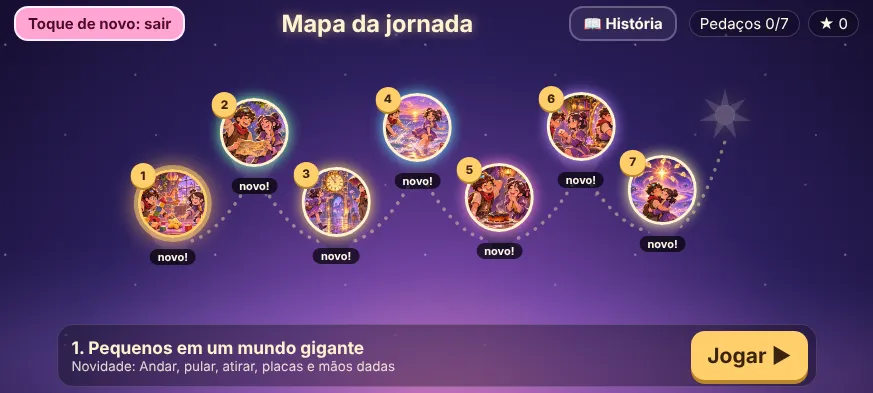 Toque de novo: sair
Mapa da jornada
📖 História
Pedaços 0/7
★ 0
2
4
6
1
3
5
7
novo!
novo!
novo!
novo!
novo!
novo!
novo!
1. Pequenos em um mundo gigante
Novidade: Andar, pular, atirar, placas e mãos dadas
Jogar ▶